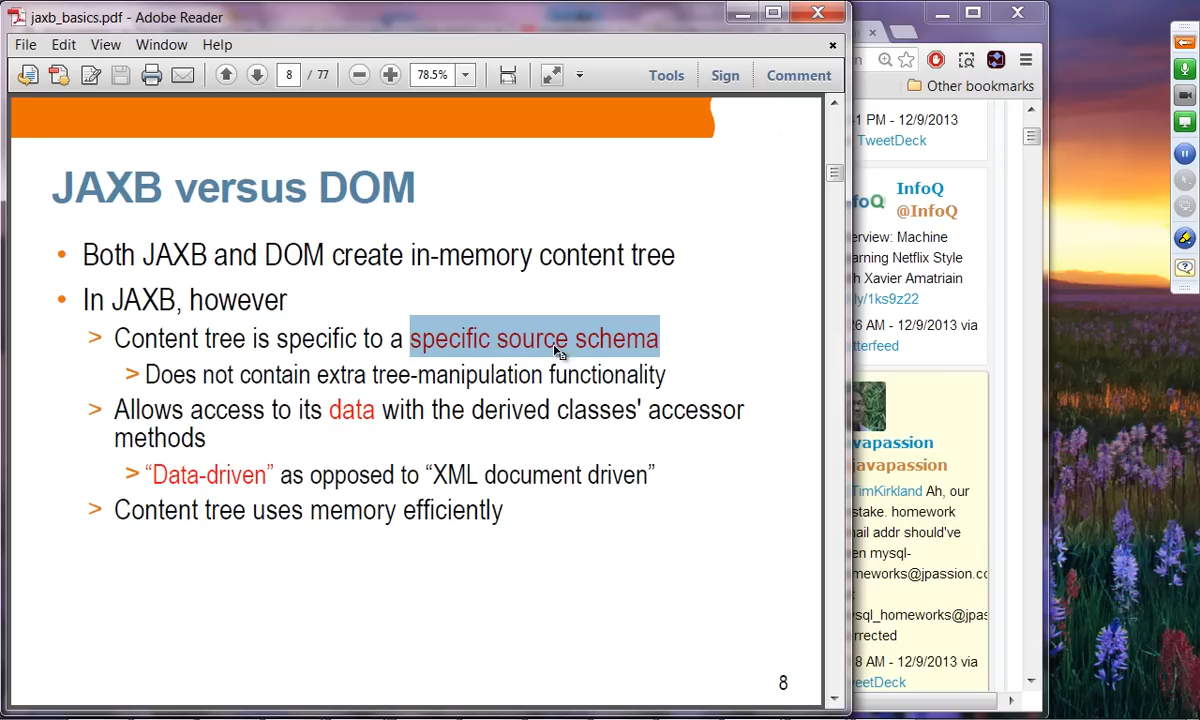 jaxb_basics.pdf - Adobe Reader
File Edit View Window Help
8 / 77 78.5% Tools Sign Comment
JAXB versus DOM
• Both JAXB and DOM create in-memory content tree
• In JAXB, however
> Content tree is specific to a specific source schema
> Does not contain extra tree-manipulation functionality
> Allows access to its data with the derived classes' accessor
methods
> “Data-driven” as opposed to “XML document driven”
> Content tree uses memory efficiently
8
Other bookmarks
1 PM - 12/9/2013
TweetDeck
InfoQ
foQ @InfoQ
erview: Machine
arning Netflix Style
h Xavier Amatriain
ly/1ks9z22
26 AM - 12/9/2013 via
tterfeed
vapassion
javapassion
TimKirkland Ah, our
stake. homework
ail addr should've
en mysql-
meworks@jpassion.co
ysql_homeworks@jpas
rrected
8 AM - 12/9/2013 via
weetDeck